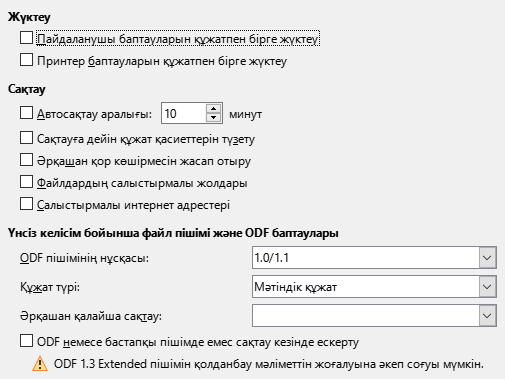 Жүктеу
Пайдаланушы баптауларын құжатпен бірге жүктеу
Принтер баптауларын құжатпен бірге жүктеу
Сақтау
Автосақтау аралығы: 10 минут
Сақтауға дейін құжат қасиеттерін түзету
Әрқашан қор көшірмесін жасап отыру
Файлдардың салыстырмалы жолдары
Салыстырмалы интернет адрестері
Үнсіз келісім бойынша файл пішімі және ODF баптаулары
ODF пішімінің нұсқасы: 1.0/1.1
Құжат түрі: Мәтіндік құжат
Әрқашан қалайша сақтау:
ODF немесе бастапқы пішімде емес сақтау кезінде ескерту
ODF 1.3 Extended пішімін қолданбау мәліметтің жоғалуына әкеп соғуы мүмкін.